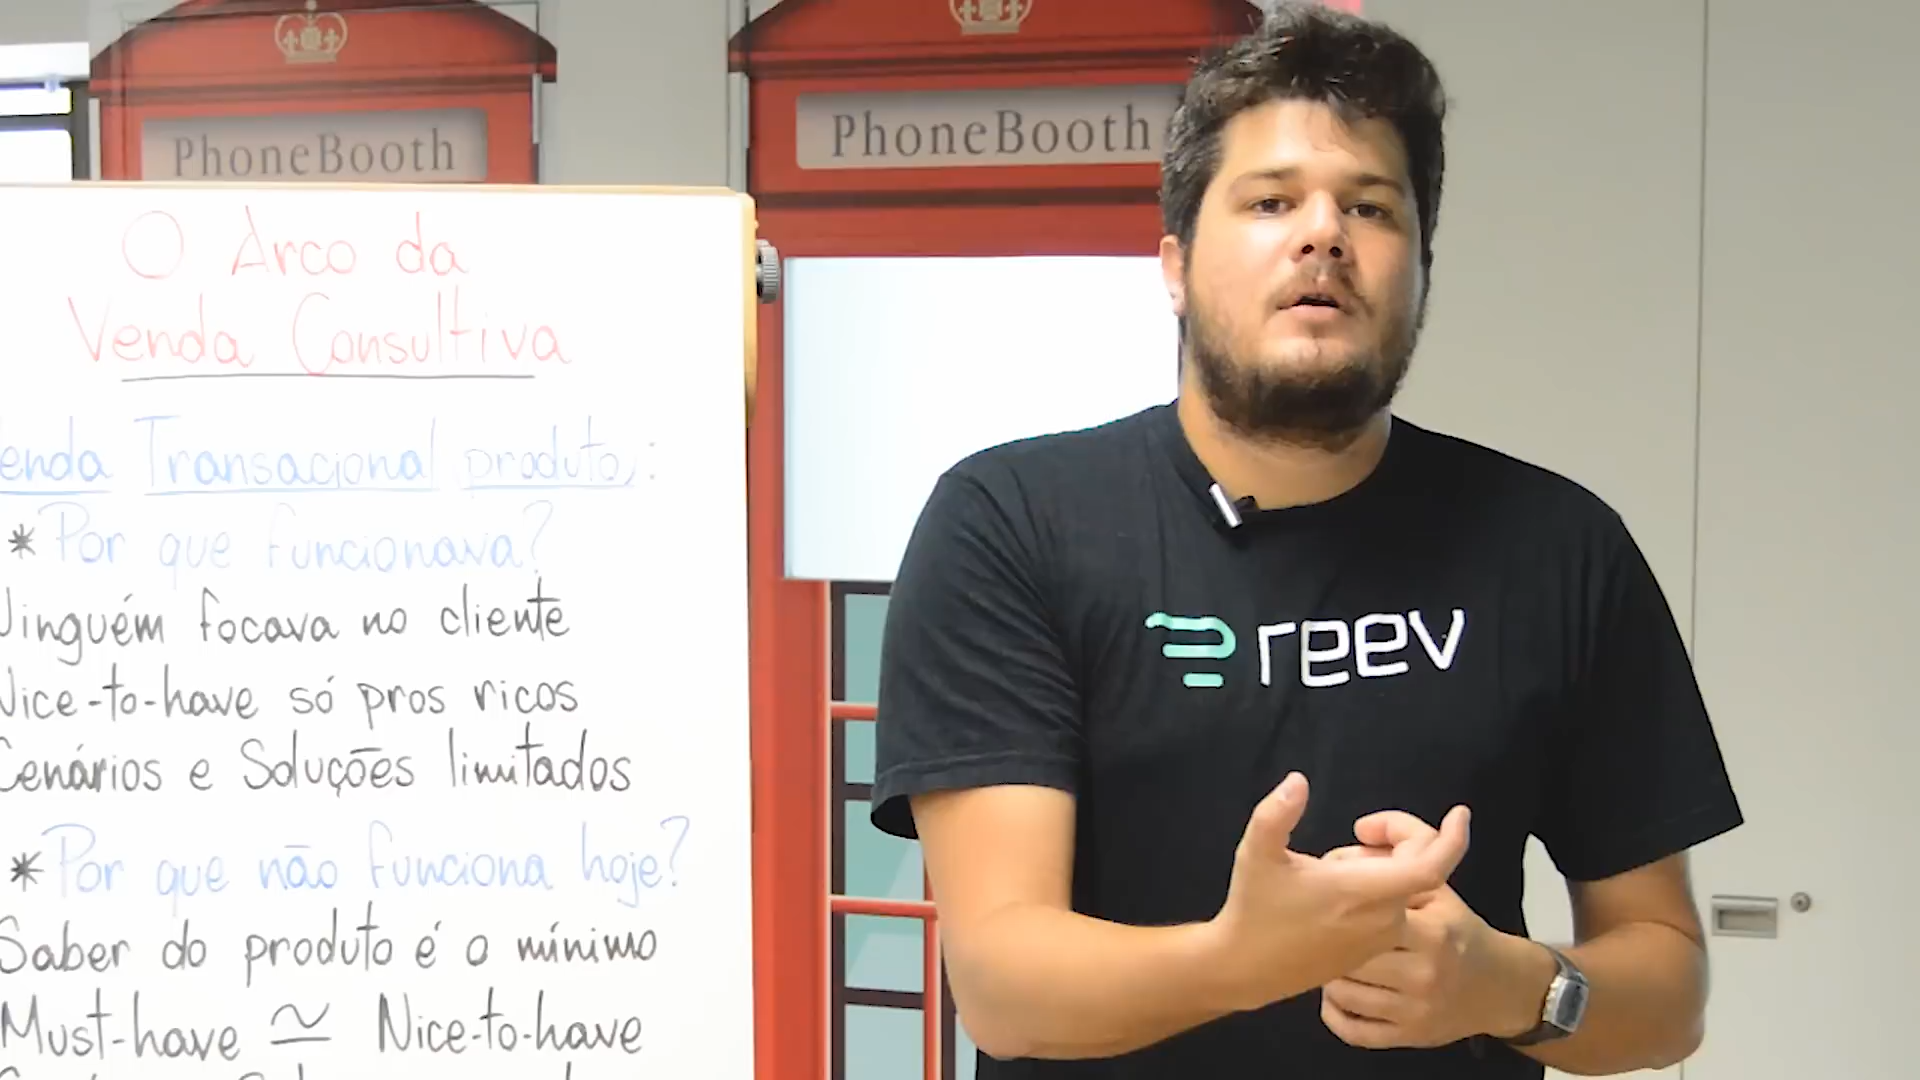 PhoneBooth
PhoneBooth
O Arco da
Venda Consultiva
enda Transacional produto:
* Por que funcionava?
Ninguém focava no cliente
Nice-to-have só pros ricos
Cenários e Soluções limitados
* Por que não funciona hoje?
Saber do produto é o mínimo
Must-have ≃ Nice-to-have
reev